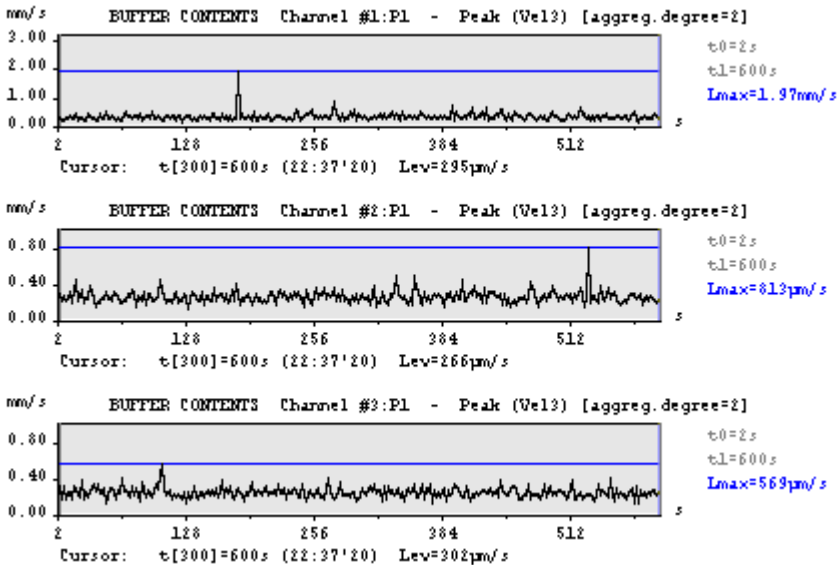 mm/s BUFFER CONTENTS Channel #1:P1 - Peak (Vel3) [aggreg.degree=2]
3.00
t0=2s
2.00
t1=600s
1.00
Lmax=1.97mm/s
0.00
s
2 128 256 384 512
Cursor: t[300]=600s (22:37'20) Lev=295µm/s
mm/s BUFFER CONTENTS Channel #2:P1 - Peak (Vel3) [aggreg.degree=2]
0.80
t0=2s
t1=600s
0.40
Lmax=813µm/s
0.00
s
2 128 256 384 512
Cursor: t[300]=600s (22:37'20) Lev=266µm/s
mm/s BUFFER CONTENTS Channel #3:P1 - Peak (Vel3) [aggreg.degree=2]
0.80
t0=2s
t1=600s
0.40
Lmax=569µm/s
0.00
s
2 128 256 384 512
Cursor: t[300]=600s (22:37'20) Lev=302µm/s